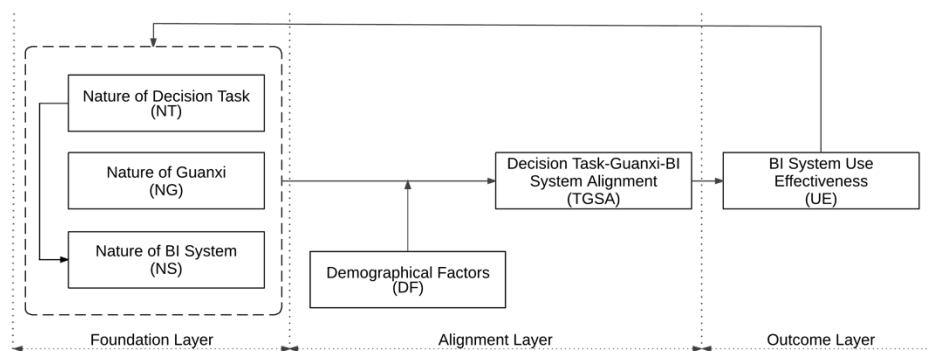 Nature of Decision Task
(NT)
Nature of Guanxi
(NG)
Nature of BI System
(NS)
Demographical Factors
(DF)
Decision Task-Guanxi-BI
System Alignment
(TGSA)
BI System Use
Effectiveness
(UE)
Foundation Layer
Alignment Layer
Outcome Layer